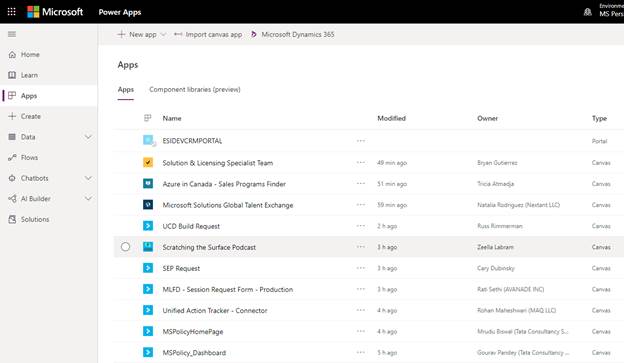 Microsoft Power Apps Environme
MS Pers
New app Import canvas app Microsoft Dynamics 365
Home
Learn
Apps
Create
Data
Flows
Chatbots
AI Builder
Solutions
Apps
Apps Component libraries (preview)
Name Modified Owner Type
ESIDEVCRMPORTAL ... Portal
Solution & Licensing Specialist Team ... 49 min ago Bryan Gutierrez Canvas
Azure in Canada - Sales Programs Finder ... 51 min ago Tricia Atmadja Canvas
Microsoft Solutions Global Talent Exchange ... 59 min ago Natalia Rodriguez (Nextant LLC) Canvas
UCD Build Request ... 2 h ago Russ Rimmerman Canvas
Scratching the Surface Podcast ... 3 h ago Zeella Labram Canvas
SEP Request ... 3 h ago Cary Dubinsky Canvas
MLFD - Session Request Form - Production ... 3 h ago Rati Sethi (AVANADE INC) Canvas
Unified Action Tracker - Connector ... 4 h ago Rohan Maheshwari (MAQ LLC) Canvas
MSPolicyHomePage ... 4 h ago Mrudu Bowal (Tata Consultancy S... Canvas
MSPolicy_Dashboard ... 4 h ago Gourav Pandey (Tata Consultancy... Canvas